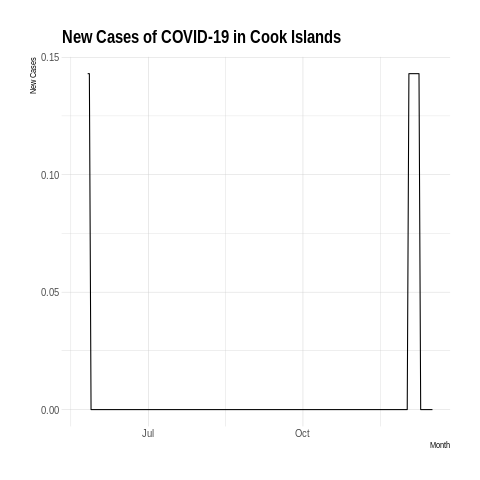 New Cases of COVID-19 in Cook Islands
New Cases
0.15
0.10
0.05
0.00
Jul Oct
Month